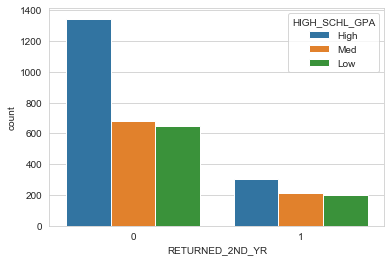 1400
1200
1000
800
600
400
200
0
count
HIGH_SCHL_GPA
High
Med
Low
0 1
RETURNED_2ND_YR